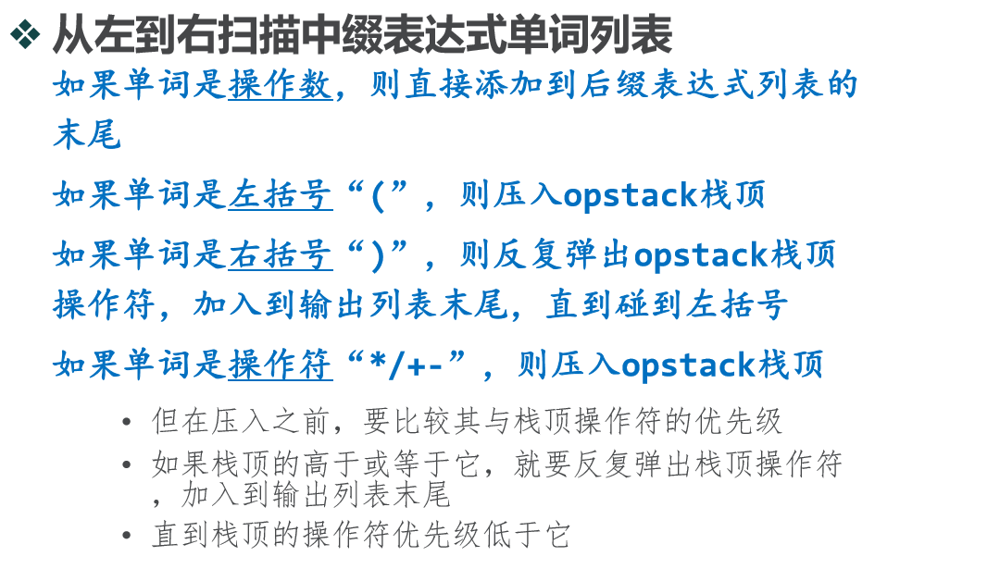 从左到右扫描中缀表达式单词列表
如果单词是操作数，则直接添加到后缀表达式列表的
末尾
如果单词是左括号“(”，则压入opstack栈顶
如果单词是右括号“)”，则反复弹出opstack栈顶
操作符，加入到输出列表末尾，直到碰到左括号
如果单词是操作符“*/+-”，则压入opstack栈顶
• 但在压入之前，要比较其与栈顶操作符的优先级
• 如果栈顶的高于或等于它，就要反复弹出栈顶操作符
，加入到输出列表末尾
• 直到栈顶的操作符优先级低于它